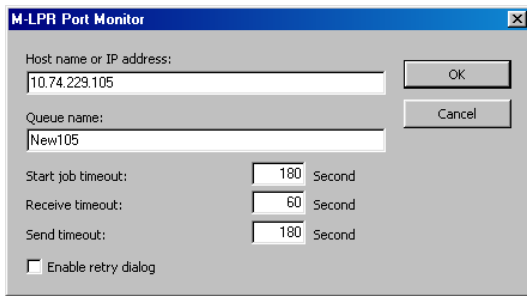 M-LPR Port Monitor
Host name or IP address:
10.74.229.105
OK
Queue name:
Cancel
New105
Start job timeout: 180 Second
Receive timeout: 60 Second
Send timeout: 180 Second
Enable retry dialog